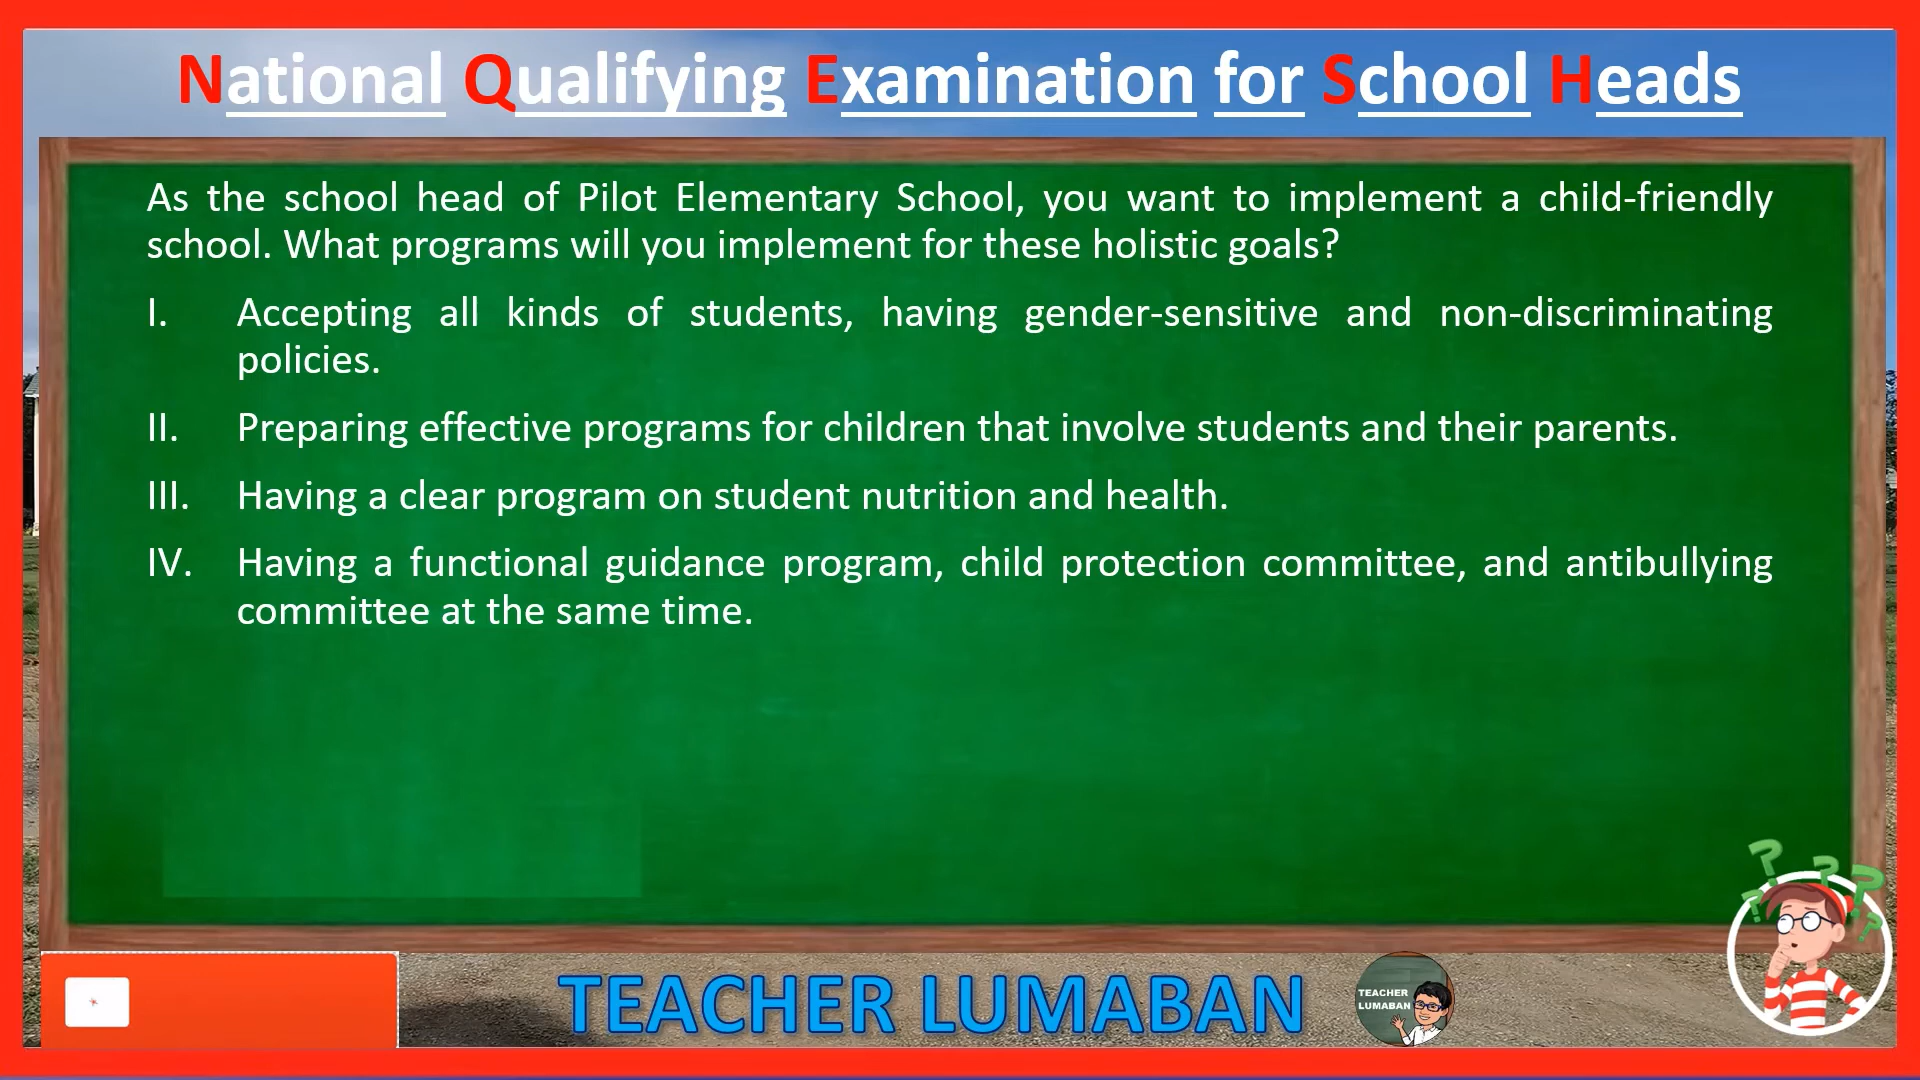 National Qualifying Examination for School Heads
As the school head of Pilot Elementary School, you want to implement a child-friendly
school. What programs will you implement for these holistic goals?
I. Accepting all kinds of students, having gender-sensitive and non-discriminating
policies.
II. Preparing effective programs for children that involve students and their parents.
III. Having a clear program on student nutrition and health.
IV. Having a functional guidance program, child protection committee, and antibullying
committee at the same time.
TEACHER LUMABAN
TEACHER
LUMABAN